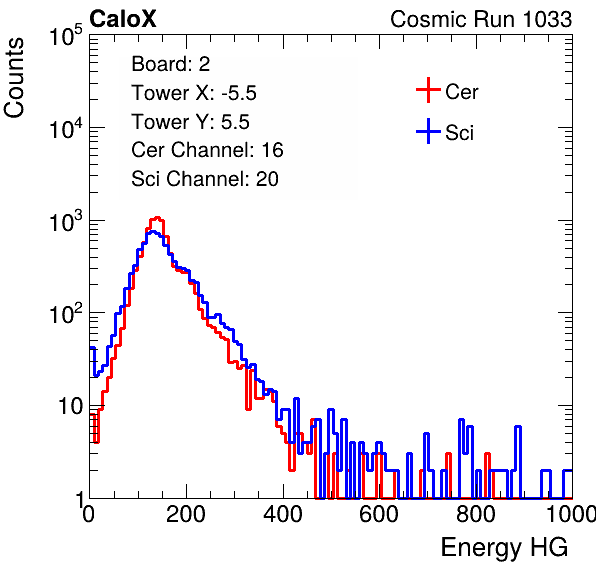 CaloX Cosmic Run 1033
Counts
Board: 2
Tower X: -5.5
Tower Y: 5.5
Cer Channel: 16
Sci Channel: 20
Cer
Sci
10^5
10^4
10^3
10^2
10
1
0 200 400 600 800 1000
Energy HG